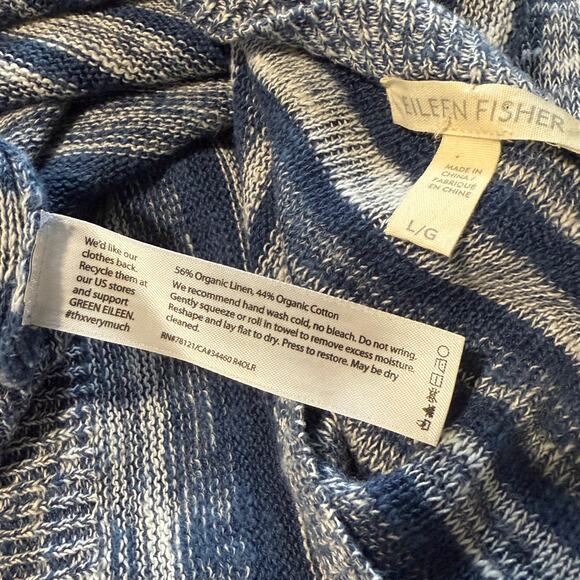 EILEEN FISHER
MADE IN
CHINA /
FABRIQUÉ
EN CHINE
L/G
We'd like our
clothes back.
Recycle them at
our US stores
and support
GREEN EILEEN.
#thxverymuch
56% Organic Linen, 44% Organic Cotton
We recommend hand wash cold, no bleach. Do not wring.
Gently squeeze or roll in towel to remove excess moisture.
Reshape and lay flat to dry. Press to restore. May be dry
cleaned.
RN#78121/CA#34460 R4OLR